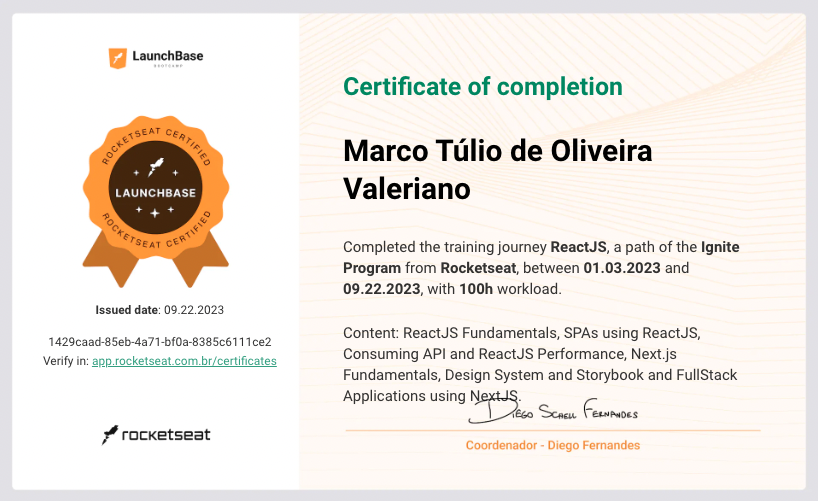 LaunchBase
BOOTCAMP
ROCKETSEAT CERTIFIED
LAUNCHBASE
ROCKETSEAT CERTIFIED
Issued date: 09.22.2023
1429caad-85eb-4a71-bf0a-8385c6111ce2
Verify in: app.rocketseat.com.br/certificates
rocketseat
Certificate of completion
Marco Túlio de Oliveira
Valeriano
Completed the training journey ReactJS, a path of the Ignite
Program from Rocketseat, between 01.03.2023 and
09.22.2023, with 100h workload.
Content: ReactJS Fundamentals, SPAs using ReactJS,
Consuming API and ReactJS Performance, Next.js
Fundamentals, Design System and Storybook and FullStack
Applications using NextJS.
Diego Schell Fernandes
Coordenador - Diego Fernandes